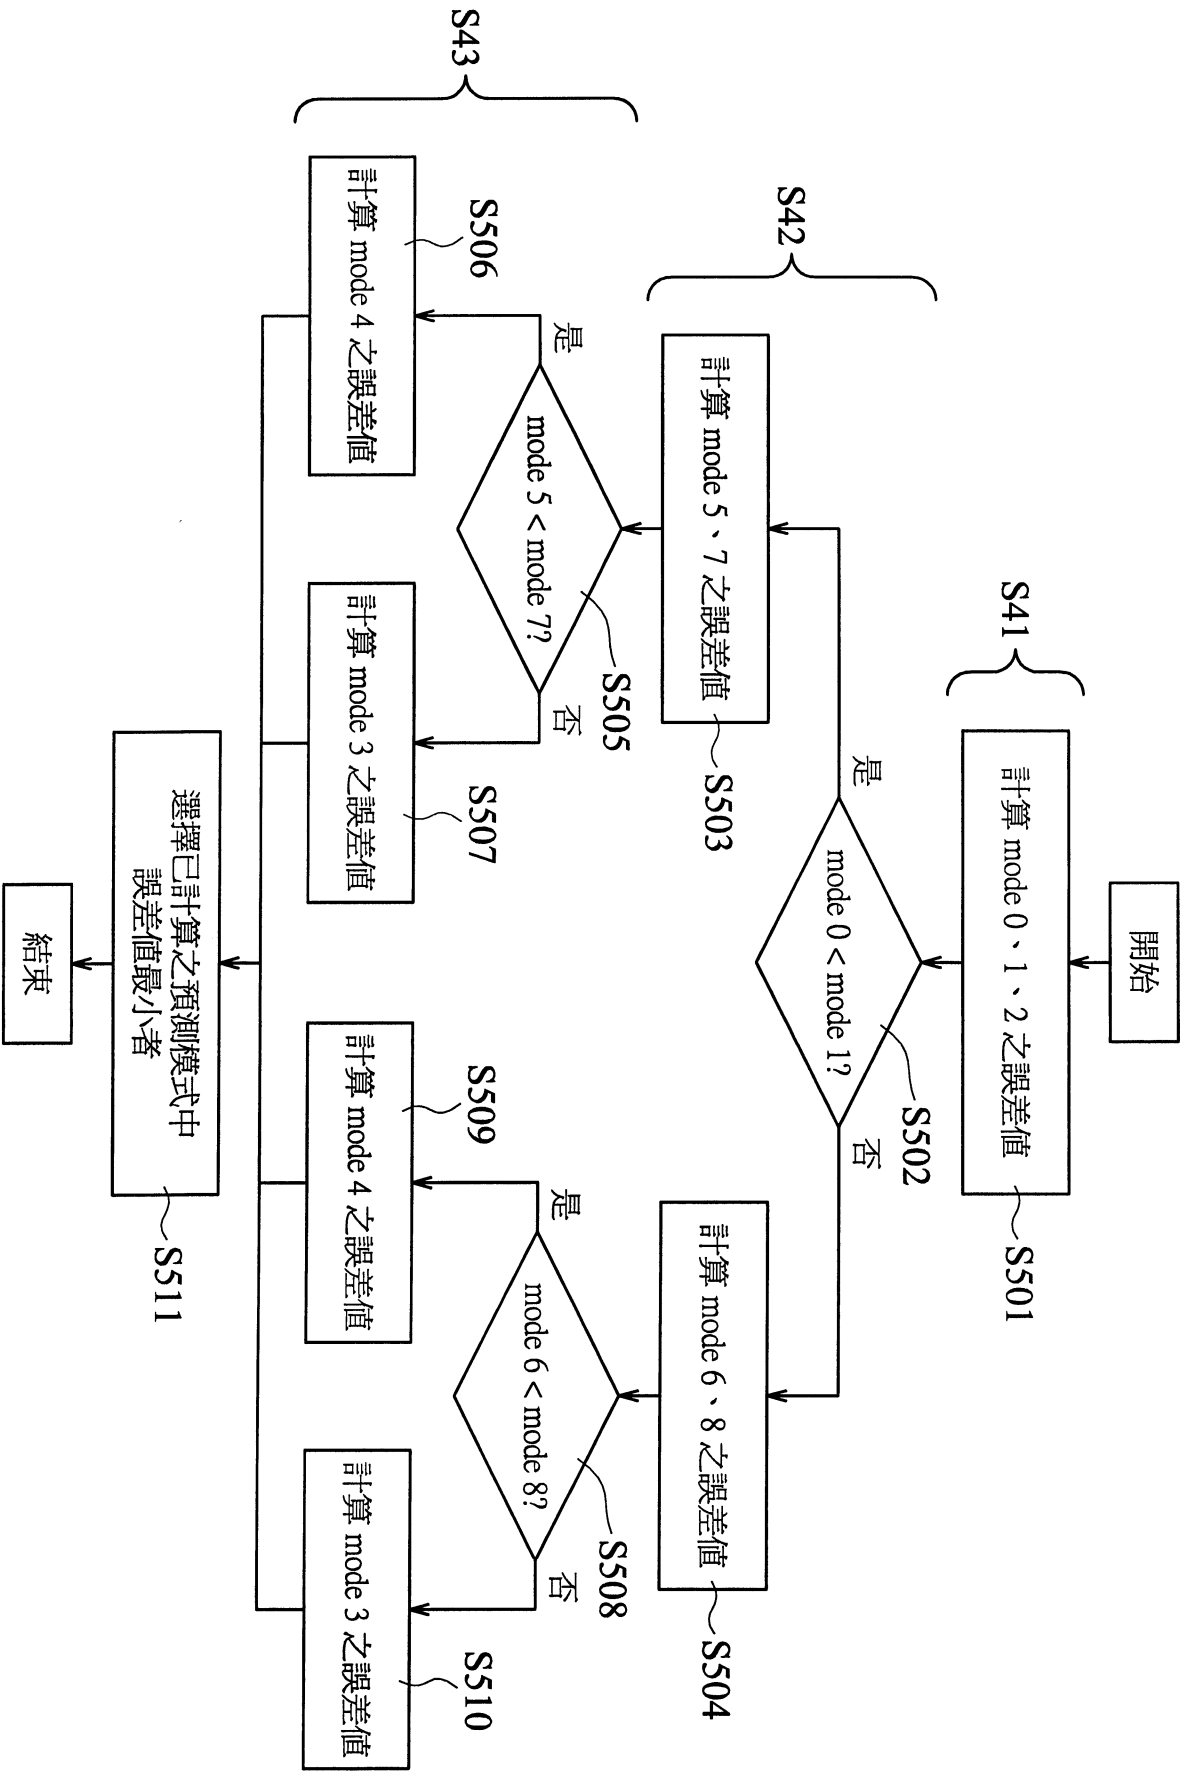 開始
S41
計算 mode 0、1、2 之誤差值
S501
mode 0 < mode 1?
S502
是
否
S42
計算 mode 5、7 之誤差值
S503
計算 mode 6、8 之誤差值
S504
S43
mode 5 < mode 7?
S505
是
否
mode 6 < mode 8?
S508
是
否
S506
計算 mode 4 之誤差值
S507
計算 mode 3 之誤差值
S509
計算 mode 4 之誤差值
S510
計算 mode 3 之誤差值
選擇已計算之預測模式中
誤差值最小者
S511
結束